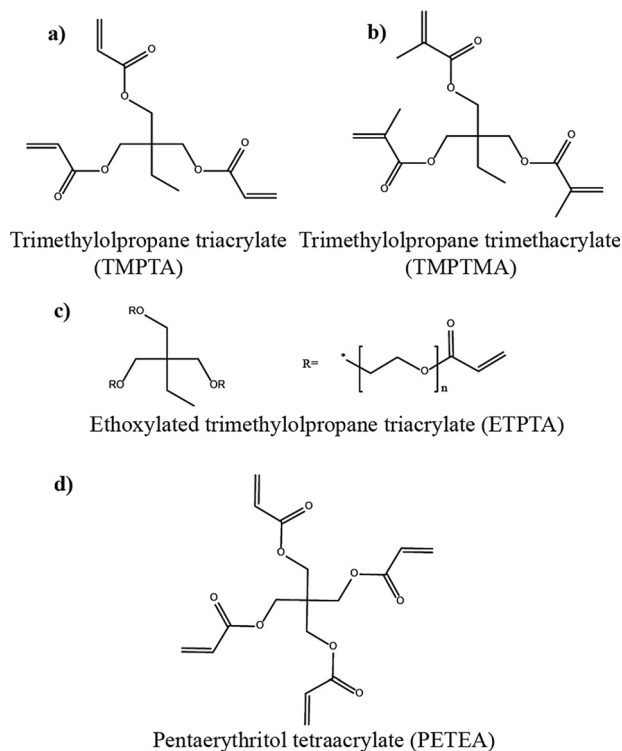 a)
O
O
O
O
O
O
Trimethylolpropane triacrylate
(TMPTA)
b)
O
O
O
O
O
O
Trimethylolpropane trimethacrylate
(TMPTMA)
c)
RO
RO
OR
R=
*
O
O
n
Ethoxylated trimethylolpropane triacrylate (ETPTA)
d)
O
O
O
O
O
O
O
O
Pentaerythritol tetraacrylate (PETEA)